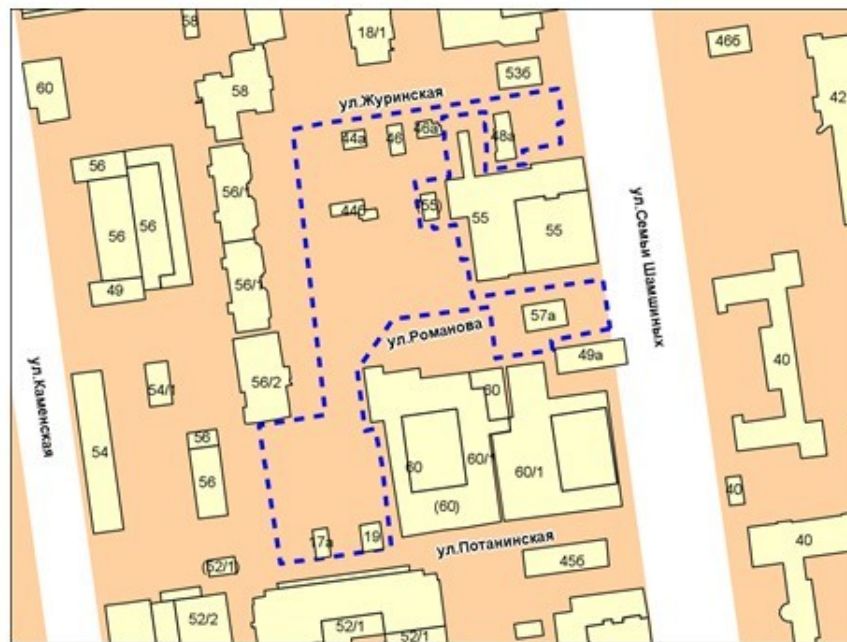 58
18/1
46б
53б
42
60
58
ул.Журинская
44а
46
46а
48а
56
56/1
56
56
44б
(55)
55
55
49
56/1
57а
ул.Романова
ул.Семьи Шамшиных
49а
40
ул.Каменская
54/1
56/2
60
54
56
56
60
60/1
60/1
(60)
40
17а
19
ул.Потанинская
45б
40
(52/1)
52/2
52/1
52/1